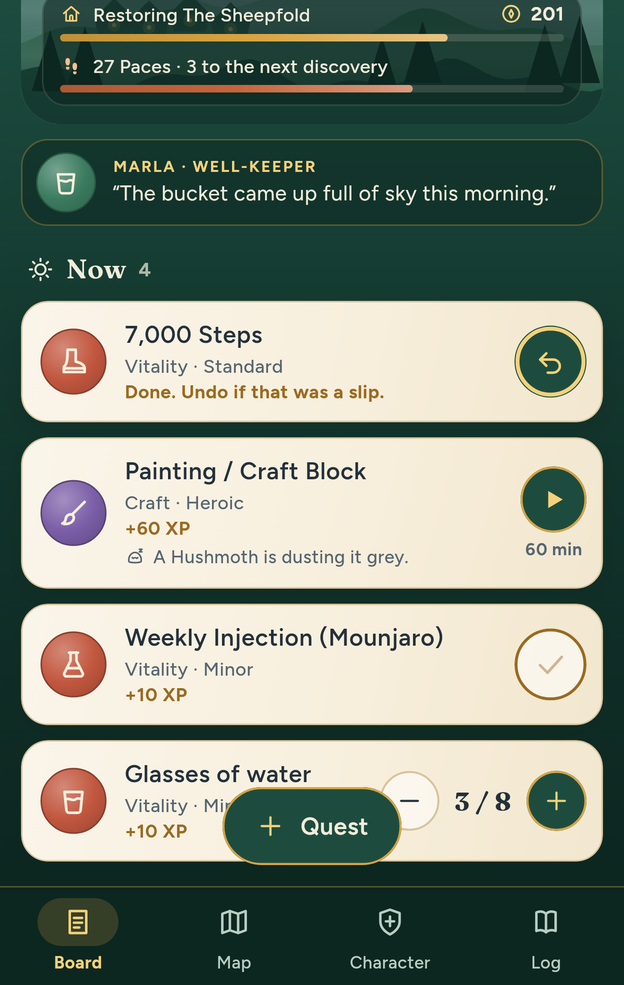 Restoring The Sheepfold
201
27 Paces · 3 to the next discovery
MARLA · WELL-KEEPER
“The bucket came up full of sky this morning.”
Now 4
7,000 Steps
Vitality · Standard
Done. Undo if that was a slip.
Painting / Craft Block
Craft · Heroic
+60 XP
A Hushmoth is dusting it grey.
60 min
Weekly Injection (Mounjaro)
Vitality · Minor
+10 XP
Glasses of water
Vitality ·
+10 XP
3 / 8
Quest
Board
Map
Character
Log